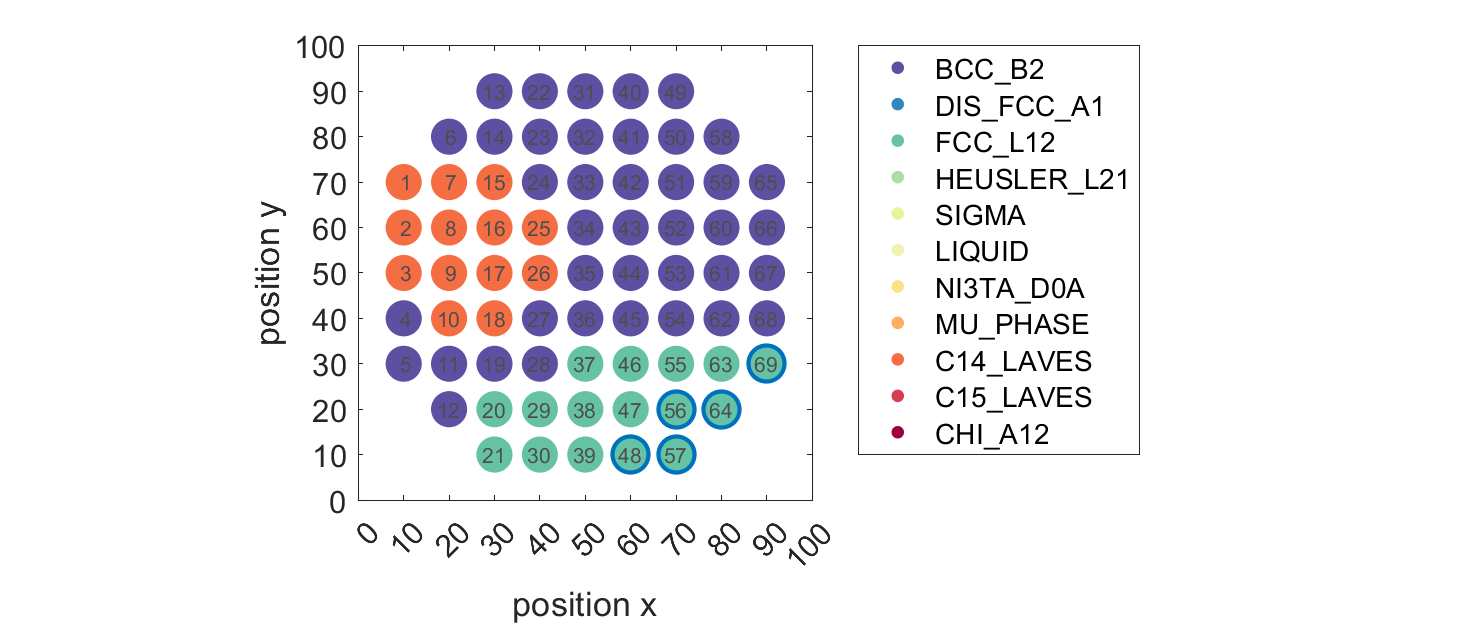 100
90
80
70
60
50
40
30
20
10
0
position y
13 22 31 40 49
6 14 23 32 41 50 58
1 7 15 24 33 42 51 59 65
2 8 16 25 34 43 52 60 66
3 9 17 26 35 44 53 61 67
4 10 18 27 36 45 54 62 68
5 11 19 28 37 46 55 63 69
12 20 29 38 47 56 64
21 30 39 48 57
0 10 20 30 40 50 60 70 80 90 100
position x
BCC_B2
DIS_FCC_A1
FCC_L12
HEUSLER_L21
SIGMA
LIQUID
NI3TA_D0A
MU_PHASE
C14_LAVES
C15_LAVES
CHI_A12